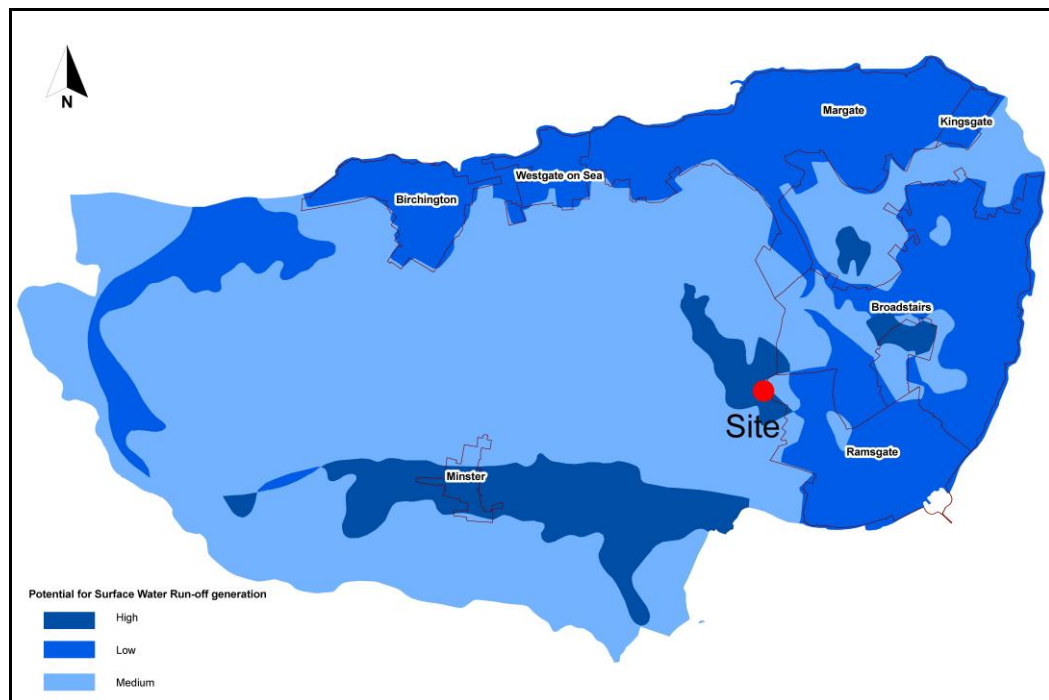 N
Margate
Kingsgate
Westgate on Sea
Birchington
Broadstairs
Site
Ramsgate
Minster
Potential for Surface Water Run-off generation
High
Low
Medium